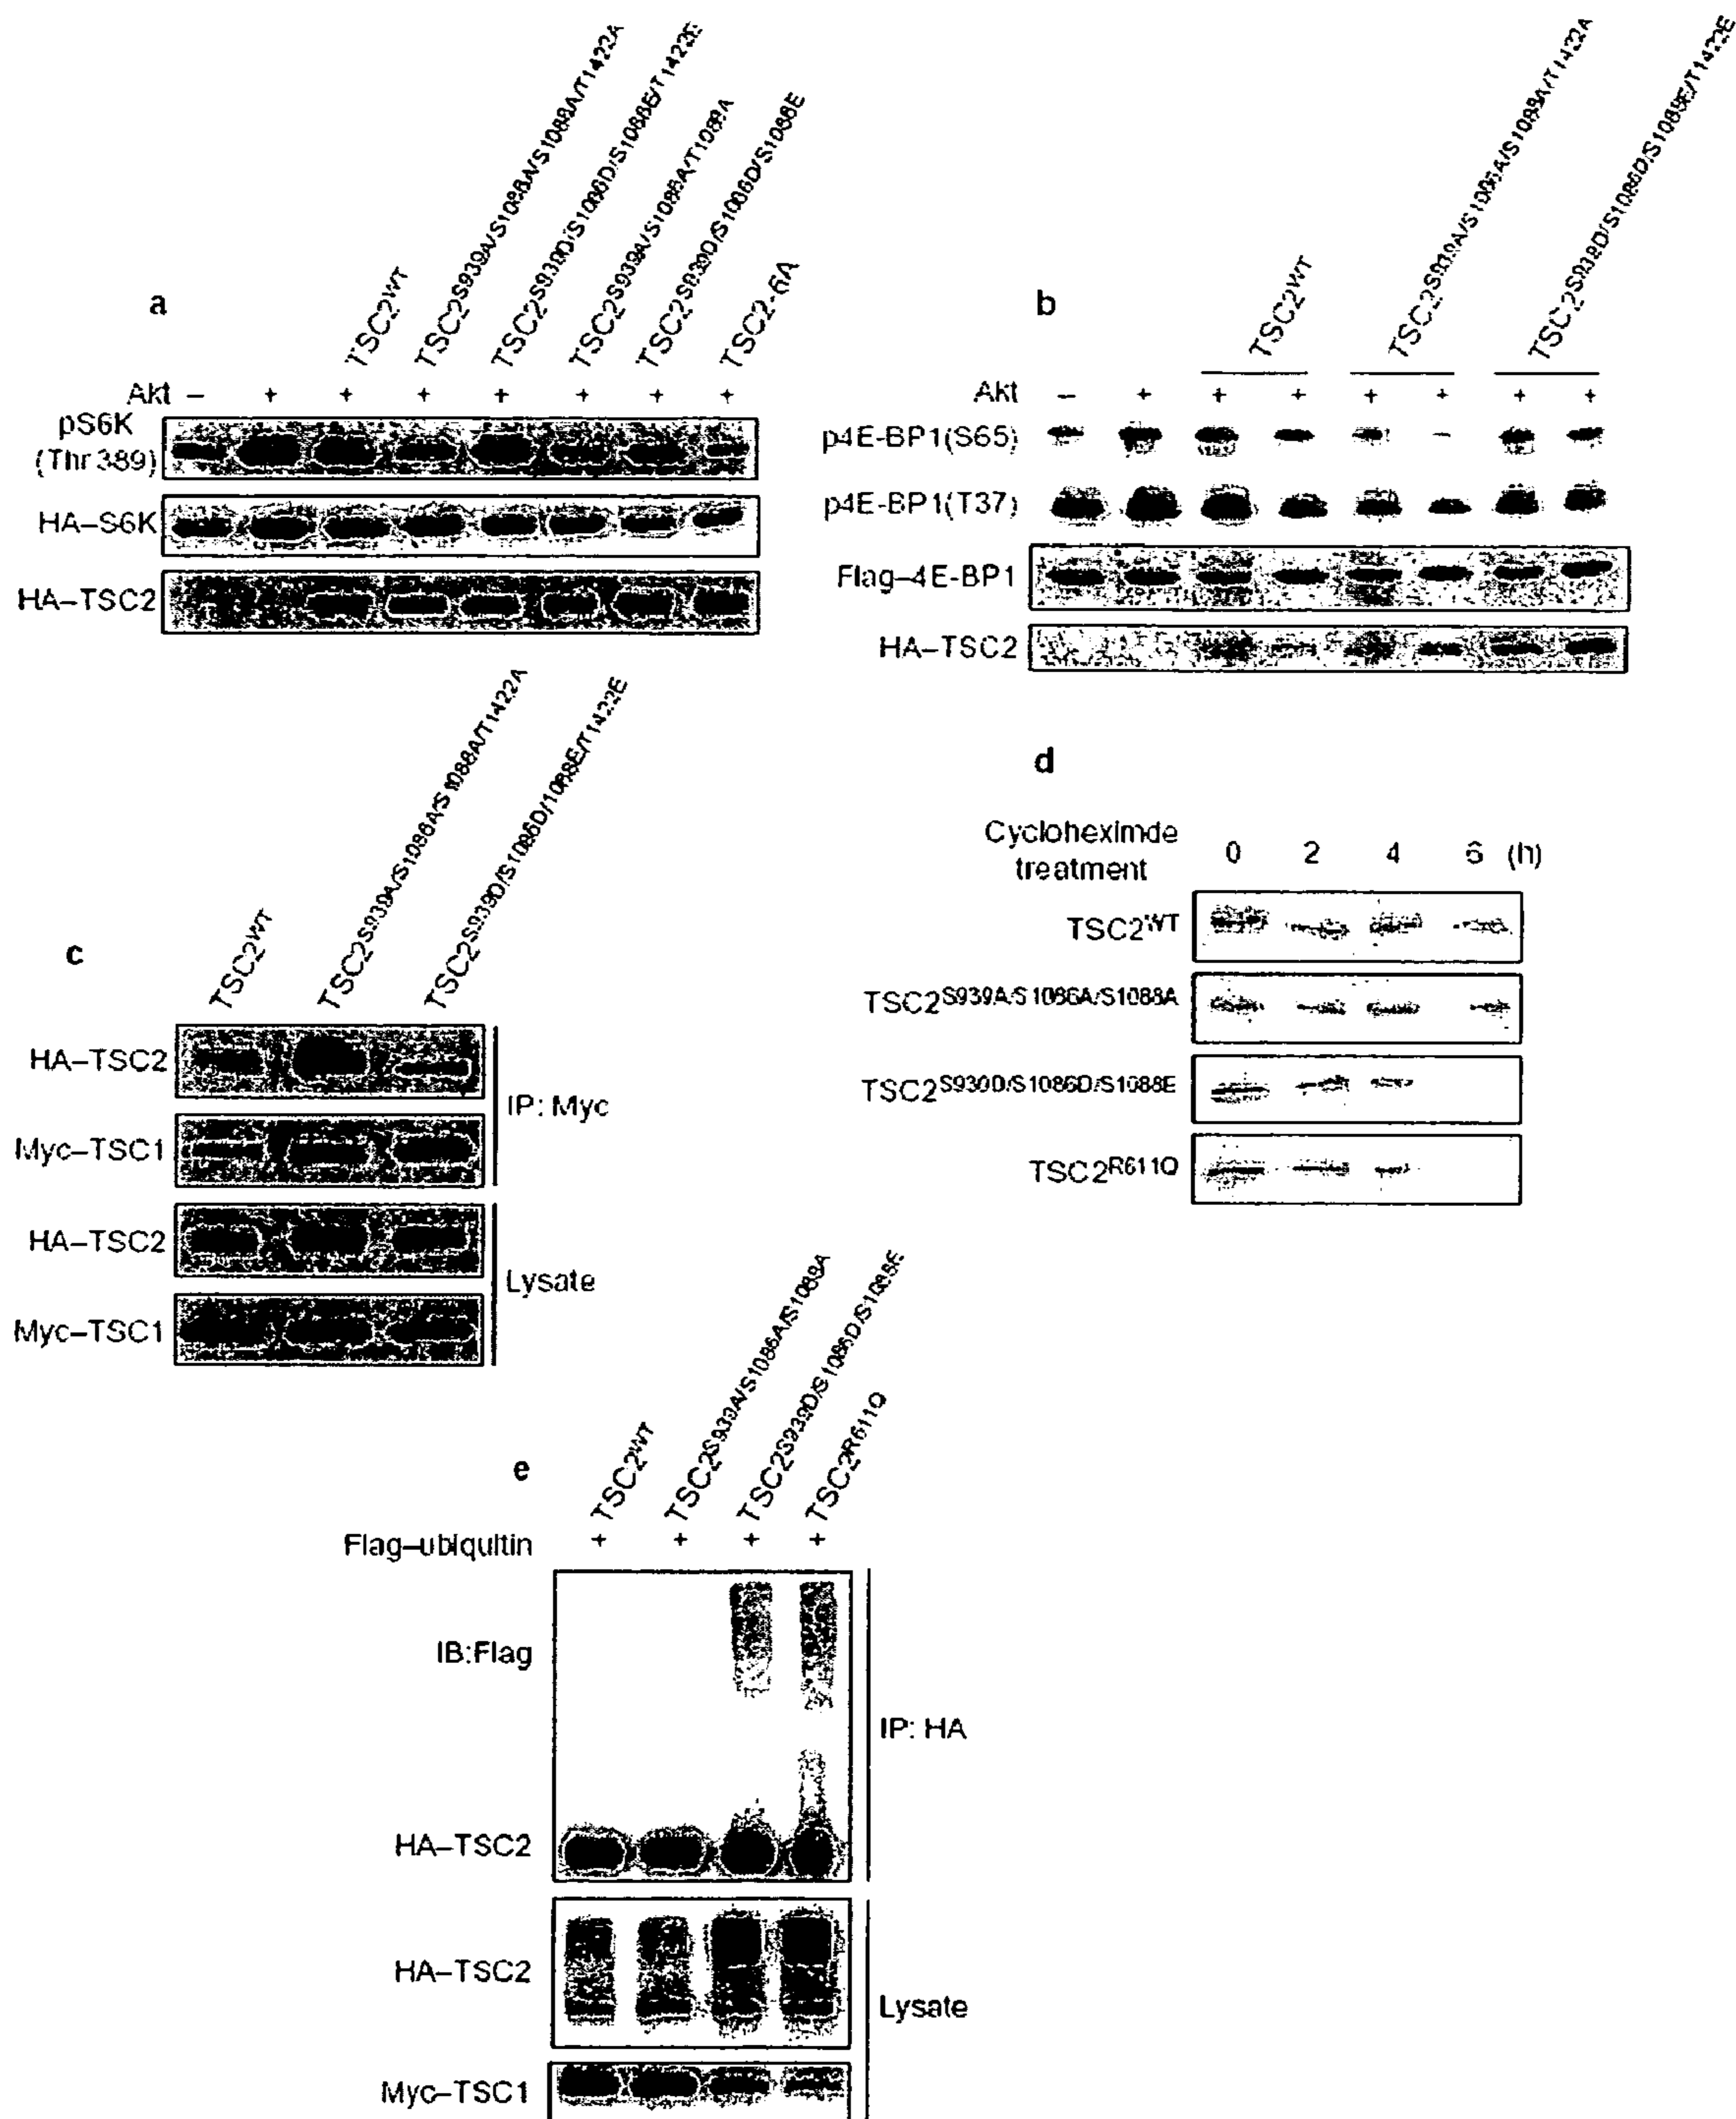 a
TSC2WT
TSC2S939A/S1086A/S1088A/T1422A
TSC2S939D/S1086D/S1088E/T1422E
TSC2S939A/S1086A/T1088A
TSC2S939D/S1086D/S1088E
TSC2-6A
Akt – + + + + + + +
pS6K
(Thr 389)
HA–S6K
HA–TSC2
b
TSC2WT
TSC2S939A/S1086A/S1088A/T1422A
TSC2S939D/S1086D/S1088E/T1422E
Akt – + + + + + + +
p4E-BP1(S65)
p4E-BP1(T37)
Flag–4E-BP1
HA–TSC2
c
TSC2WT
TSC2S939A/S1086A/S1088A/T1422A
TSC2S939D/S1086D/1088E/T1422E
HA–TSC2
Myc–TSC1
IP: Myc
HA–TSC2
Myc–TSC1
Lysate
d
Cycloheximde
treatment
0 2 4 6 (h)
TSC2WT
TSC2S939A/S1086A/S1088A
TSC2S930D/S1086D/S1088E
TSC2R611Q
e
TSC2WT
TSC2S939A/S1086A/S1088A
TSC2S939D/S1086D/S1088E
TSC2R611Q
Flag–ubiquitin + + + +
IB:Flag
HA–TSC2
IP: HA
HA–TSC2
Myc–TSC1
Lysate